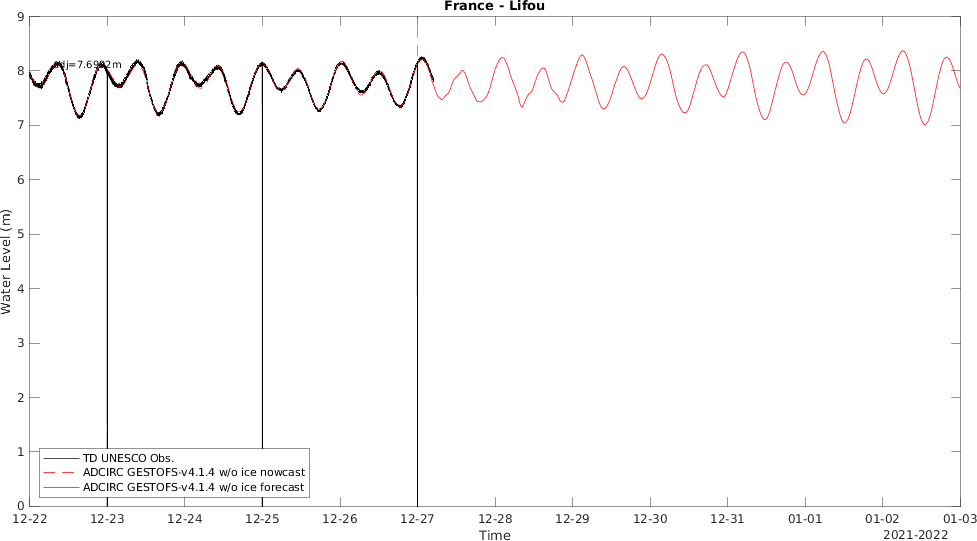 France - Lifou
9
8
7
6
5
4
3
2
1
0
Water Level (m)
TD UNESCO Obs.
ADCIRC GESTOFS-v4.1.4 w/o ice nowcast
ADCIRC GESTOFS-v4.1.4 w/o ice forecast
12-22 12-23 12-24 12-25 12-26 12-27 12-28 12-29 12-30 12-31 01-01 01-02 01-03
Time
2021-2022